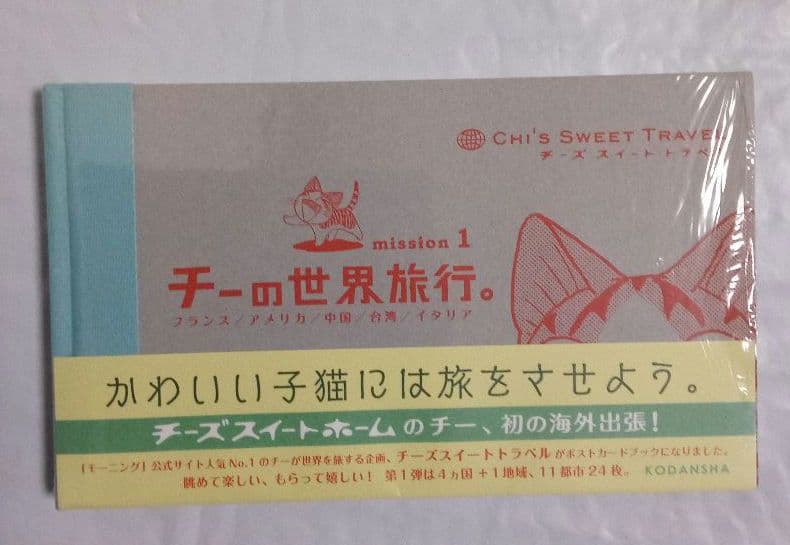 CHI'S SWEET TRAVEL
チーズ スイート トラベル
mission 1
チーの世界旅行。
フランス/アメリカ/中国/台湾/イタリア
かわいい子猫には旅をさせよう。
チーズスイートホームのチー、初の海外出張!
[モーニング]公式サイト人気No.1のチーが世界を旅する企画、チーズスイートトラベルがポストカードブックになりました。
眺めて楽しい、もらって嬉しい! 第1弾は4ヵ国+1地域、11都市24枚。 KODANSHA